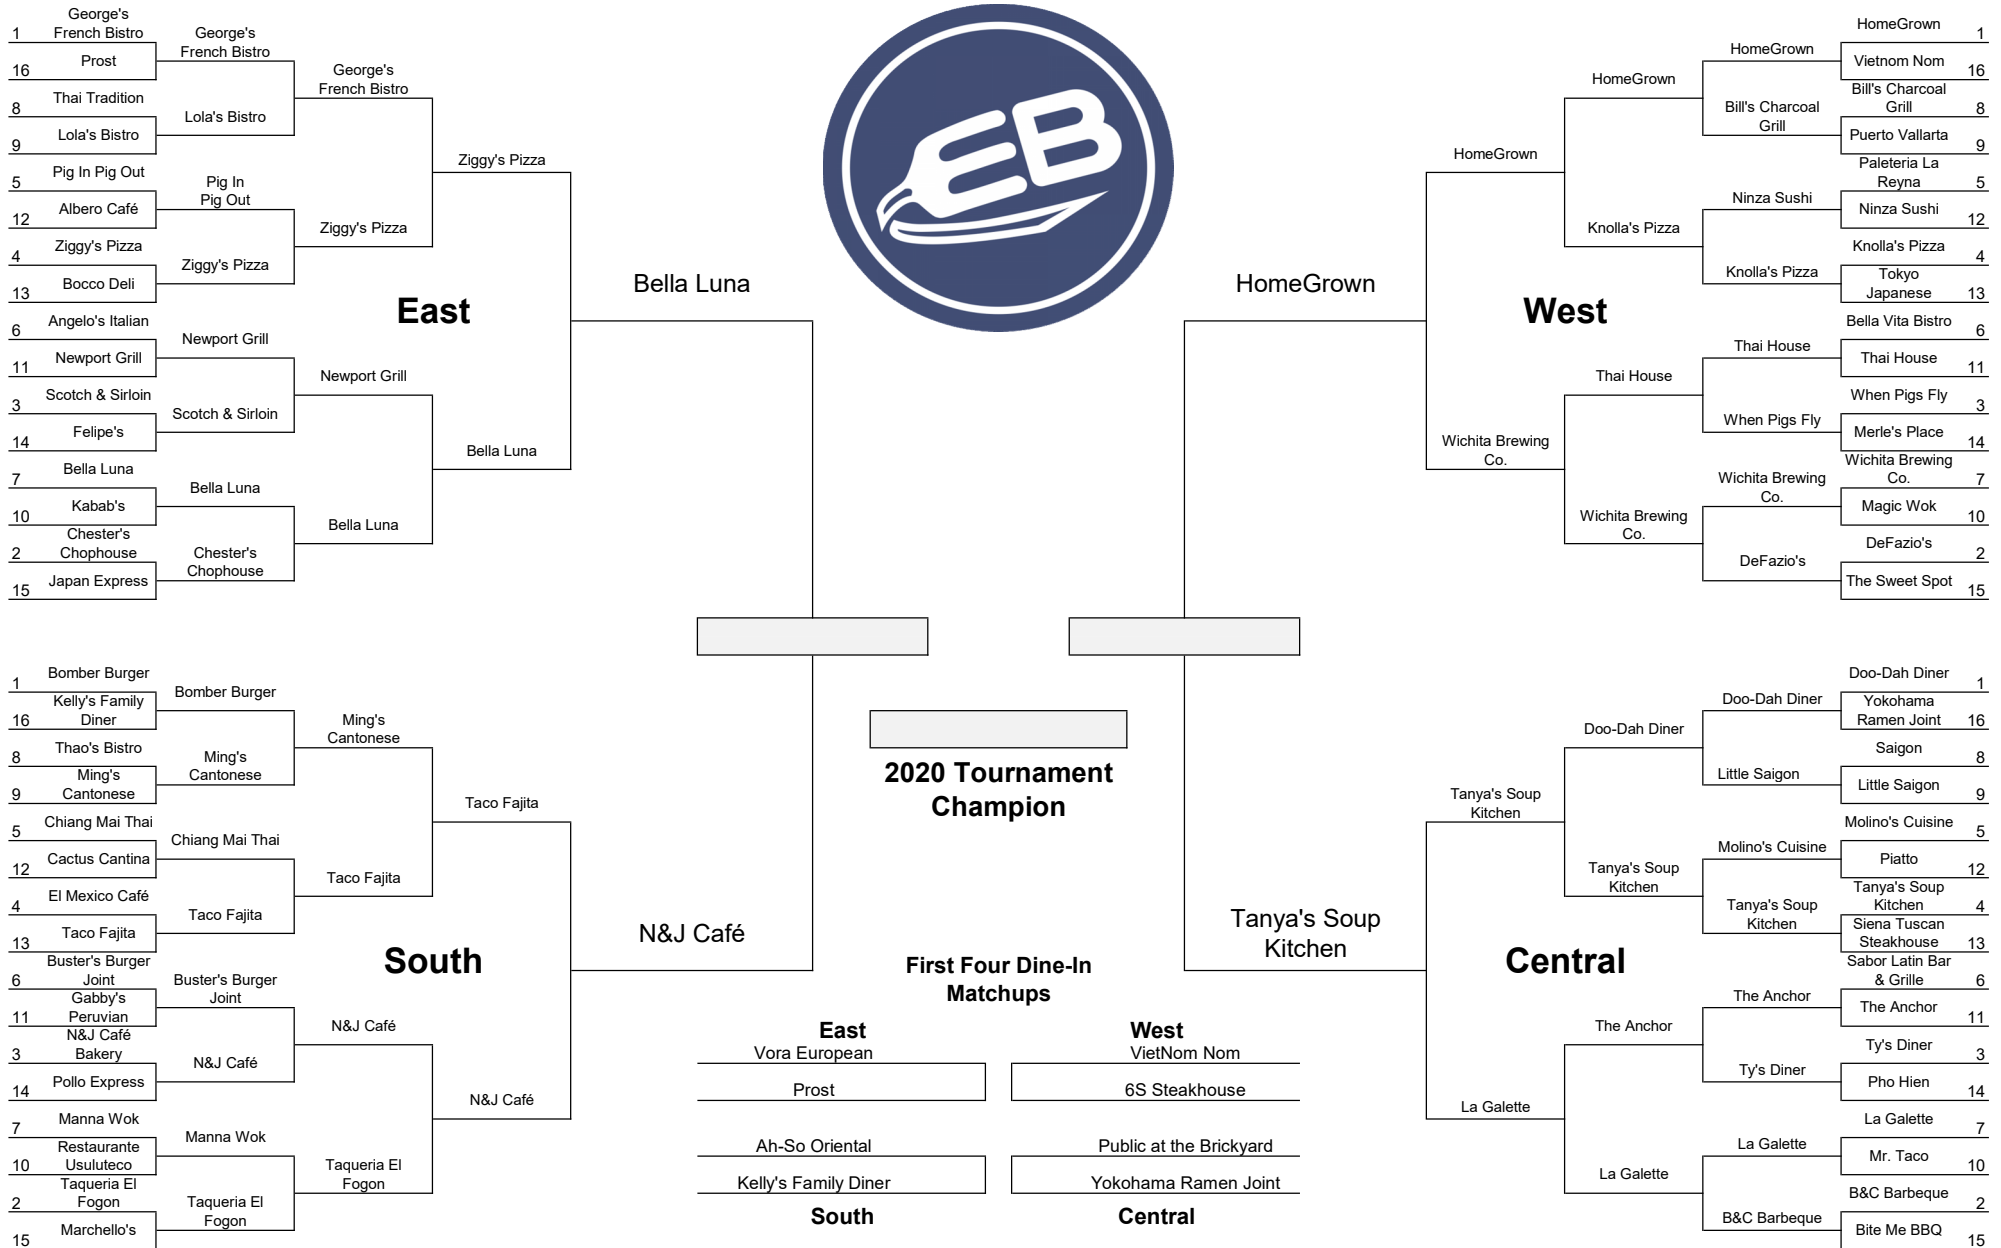 1
George's
French Bistro
16
Prost
8
Thai Tradition
9
Lola's Bistro
5
Pig In Pig Out
12
Albero Café
4
Ziggy's Pizza
13
Bocco Deli
6
Angelo's Italian
11
Newport Grill
3
Scotch & Sirloin
14
Felipe's
7
Bella Luna
10
Kabab's
2
Chester's
Chophouse
15
Japan Express
George's
French Bistro
Lola's Bistro
Pig In
Pig Out
Ziggy's Pizza
Newport Grill
Scotch & Sirloin
Bella Luna
Chester's
Chophouse
George's
French Bistro
Ziggy's Pizza
Newport Grill
Bella Luna
Ziggy's Pizza
Bella Luna
East
Bella Luna
EB
HomeGrown
West
HomeGrown
Wichita Brewing
Co.
HomeGrown
Knolla's Pizza
Thai House
Wichita Brewing
Co.
HomeGrown
Bill's Charcoal
Grill
Ninza Sushi
Knolla's Pizza
Thai House
When Pigs Fly
Wichita Brewing
Co.
DeFazio's
HomeGrown
1
Vietnom Nom
16
Bill's Charcoal
Grill
8
Puerto Vallarta
9
Paleteria La
Reyna
5
Ninza Sushi
12
Knolla's Pizza
4
Tokyo
Japanese
13
Bella Vita Bistro
6
Thai House
11
When Pigs Fly
3
Merle's Place
14
Wichita Brewing
Co.
7
Magic Wok
10
DeFazio's
2
The Sweet Spot
15
1
Bomber Burger
16
Kelly's Family
Diner
8
Thao's Bistro
9
Ming's
Cantonese
5
Chiang Mai Thai
12
Cactus Cantina
4
El Mexico Café
13
Taco Fajita
6
Buster's Burger
Joint
11
Gabby's
Peruvian
3
N&J Café
Bakery
14
Pollo Express
7
Manna Wok
10
Restaurante
Usuluteco
2
Taqueria El
Fogon
15
Marchello's
Bomber Burger
Ming's
Cantonese
Chiang Mai Thai
Taco Fajita
Buster's Burger
Joint
N&J Café
Manna Wok
Taqueria El
Fogon
Ming's
Cantonese
Taco Fajita
N&J Café
Taqueria El
Fogon
Taco Fajita
N&J Café
South
N&J Café
2020 Tournament
Champion
First Four Dine-In
Matchups
East
Vora European
Prost
West
VietNom Nom
6S Steakhouse
Ah-So Oriental
Kelly's Family Diner
South
Public at the Brickyard
Yokohama Ramen Joint
Central
Tanya's Soup
Kitchen
Central
Tanya's Soup
Kitchen
La Galette
Doo-Dah Diner
Tanya's Soup
Kitchen
The Anchor
La Galette
Doo-Dah Diner
Little Saigon
Molino's Cuisine
Tanya's Soup
Kitchen
The Anchor
Ty's Diner
La Galette
B&C Barbeque
Doo-Dah Diner
1
Yokohama
Ramen Joint
16
Saigon
8
Little Saigon
9
Molino's Cuisine
5
Piatto
12
Tanya's Soup
Kitchen
4
Siena Tuscan
Steakhouse
13
Sabor Latin Bar
& Grille
6
The Anchor
11
Ty's Diner
3
Pho Hien
14
La Galette
7
Mr. Taco
10
B&C Barbeque
2
Bite Me BBQ
15